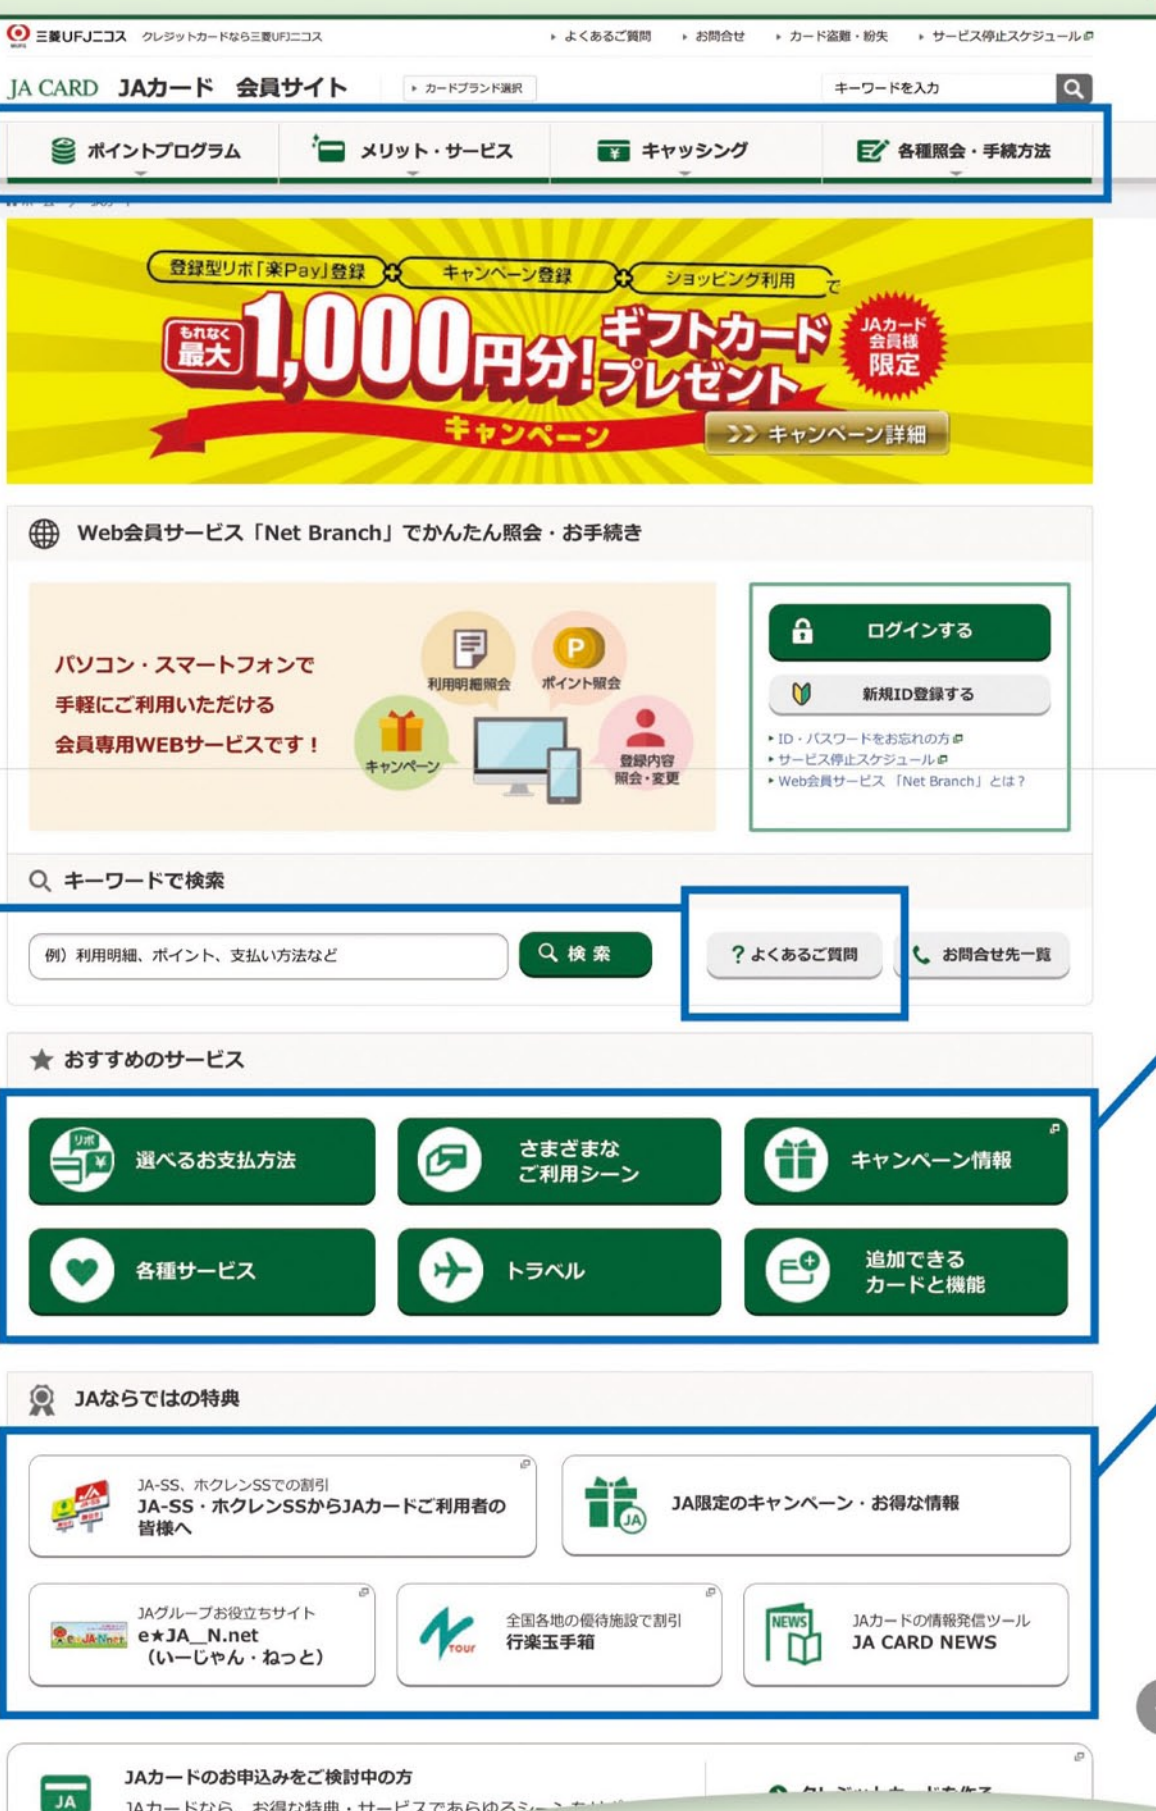 三菱UFJニコス クレジットカードなら三菱UFJニコス よくあるご質問 お問合せ カード盗難・紛失 サービス停止スケジュール
JA CARD JAカード 会員サイト カードブランド選択 キーワードを入力
ポイントプログラム メリット・サービス キャッシング 各種照会・手続方法
登録型リボ「楽Pay」登録 キャンペーン登録 ショッピング利用 で
もれなく
最大
1,000円分!
ギフトカード
プレゼント
キャンペーン
JAカード
会員様
限定
キャンペーン詳細
Web会員サービス「Net Branch」でかんたん照会・お手続き
パソコン・スマートフォンで
手軽にご利用いただける
会員専用WEBサービスです!
利用明細照会
P
ポイント照会
キャンペーン
登録内容
照会・変更
ログインする
新規ID登録する
ID・パスワードをお忘れの方
サービス停止スケジュール
Web会員サービス「Net Branch」とは?
キーワードで検索
例)利用明細、ポイント、支払い方法など 検索 ?よくあるご質問 お問合せ先一覧
おすすめのサービス
リボ
¥
選べるお支払方法
さまざまな
ご利用シーン
キャンペーン情報
各種サービス
トラベル
追加できる
カードと機能
JAならではの特典
JA-SS、ホクレンSSでの割引
JA-SS・ホクレンSSからJAカードご利用者の
皆様へ
JA
JA限定のキャンペーン・お得な情報
JAグループお役立ちサイト
e★JA__N.net
(いーじゃん・ねっと)
TOUR
全国各地の優待施設で割引
行楽玉手箱
NEWS
JAカードの情報発信ツール
JA CARD NEWS
JA
JAカードのお申込みをご検討中の方